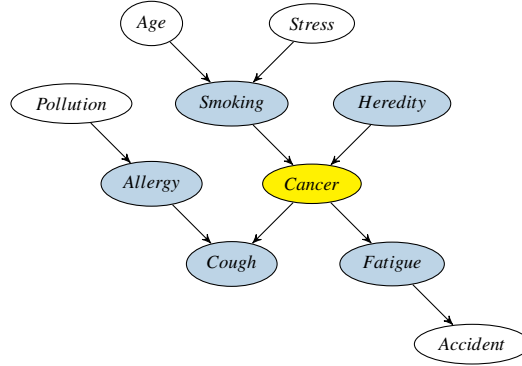 Age
Stress
Pollution
Smoking
Heredity
Allergy
Cancer
Cough
Fatigue
Accident